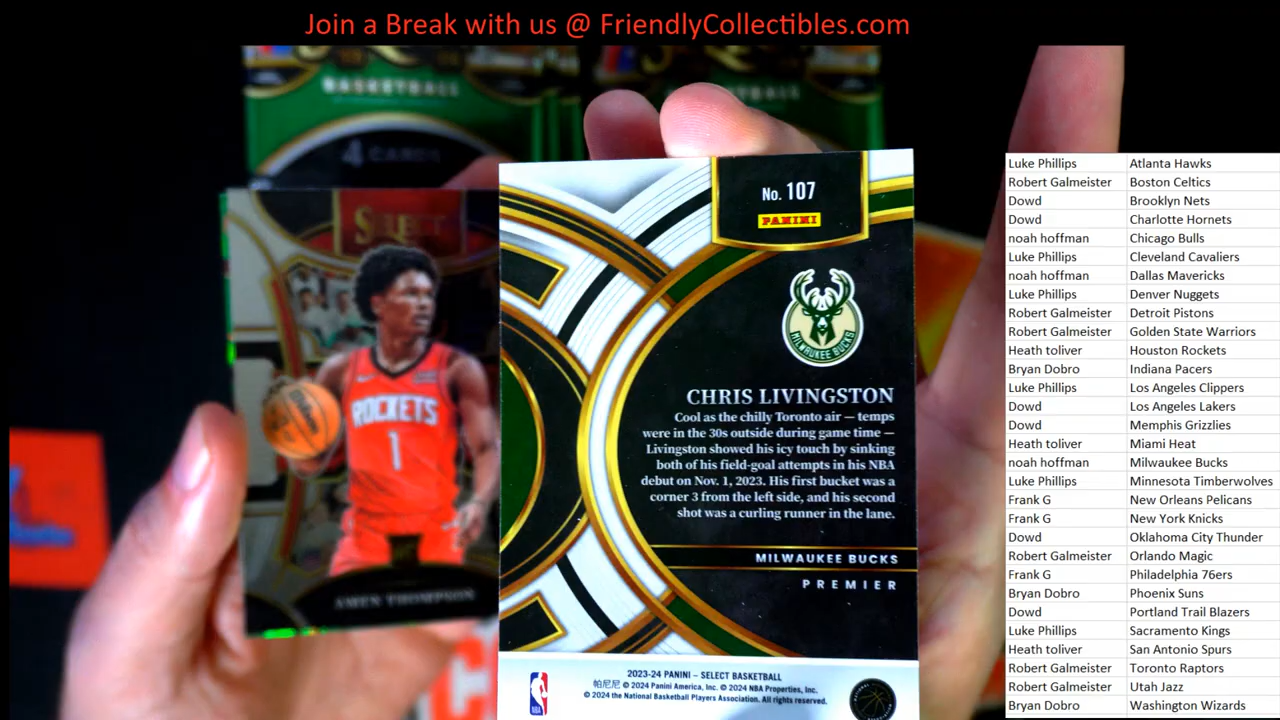 Join a Break with us @ FriendlyCollectibles.com
BASKETBALL
4 CARDS
SELECT
ROCKETS
1
AMEN THOMPSON
No. 107
PANINI
MILWAUKEE BUCKS
CHRIS LIVINGSTON
Cool as the chilly Toronto air — temps
were in the 30s outside during game time —
Livingston showed his icy touch by sinking
both of his field-goal attempts in his NBA
debut on Nov. 1, 2023. His first bucket was a
corner 3 from the left side, and his second
shot was a curling runner in the lane.
MILWAUKEE BUCKS
PREMIER
2023-24 PANINI – SELECT BASKETBALL
帕尼尼 © 2024 Panini America, Inc. © 2024 NBA Properties, Inc.
© 2024 the National Basketball Players Association. All rights reserved.
NBA
Luke Phillips Atlanta Hawks
Robert Galmeister Boston Celtics
Dowd Brooklyn Nets
Dowd Charlotte Hornets
noah hoffman Chicago Bulls
Luke Phillips Cleveland Cavaliers
noah hoffman Dallas Mavericks
Luke Phillips Denver Nuggets
Robert Galmeister Detroit Pistons
Robert Galmeister Golden State Warriors
Heath toliver Houston Rockets
Bryan Dobro Indiana Pacers
Luke Phillips Los Angeles Clippers
Dowd Los Angeles Lakers
Dowd Memphis Grizzlies
Heath toliver Miami Heat
noah hoffman Milwaukee Bucks
Luke Phillips Minnesota Timberwolves
Frank G New Orleans Pelicans
Frank G New York Knicks
Dowd Oklahoma City Thunder
Robert Galmeister Orlando Magic
Frank G Philadelphia 76ers
Bryan Dobro Phoenix Suns
Dowd Portland Trail Blazers
Luke Phillips Sacramento Kings
Heath toliver San Antonio Spurs
Robert Galmeister Toronto Raptors
Robert Galmeister Utah Jazz
Bryan Dobro Washington Wizards